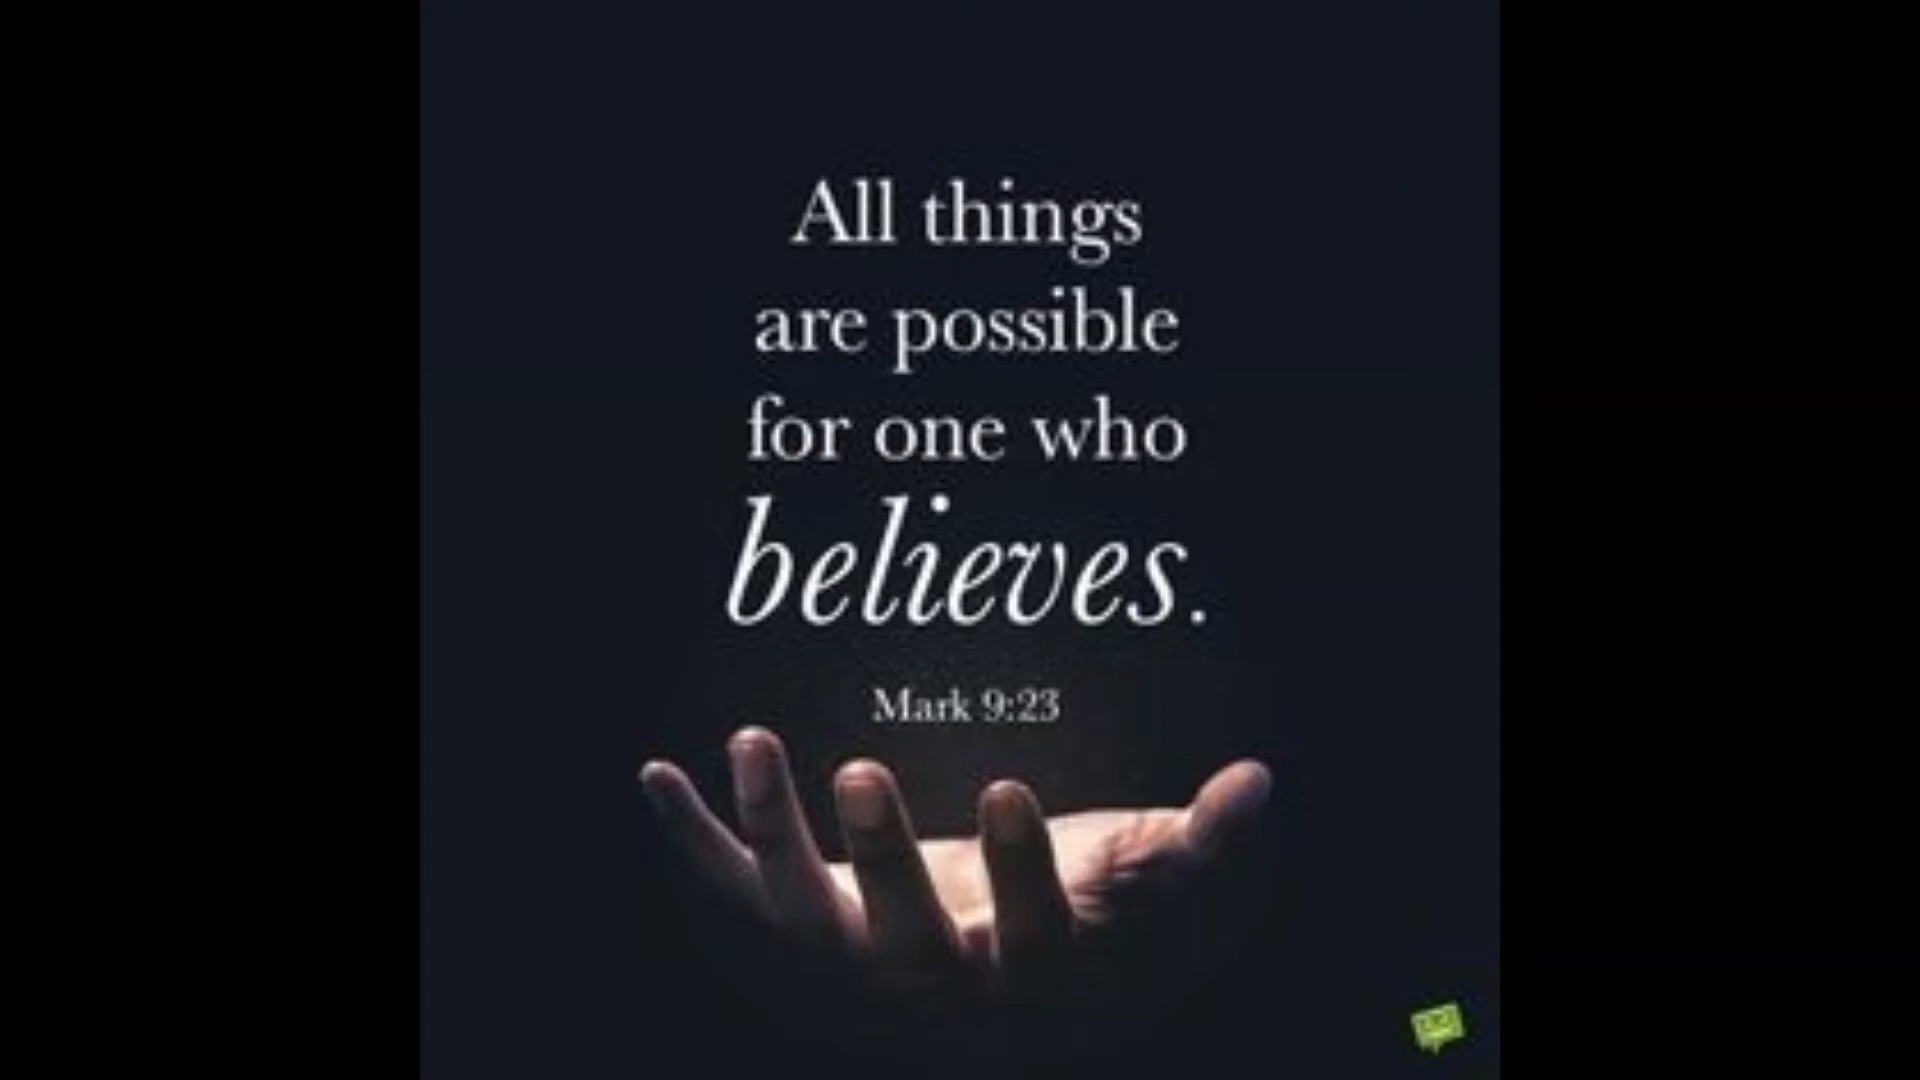 All things
are possible
for one who
believes.
Mark 9:23